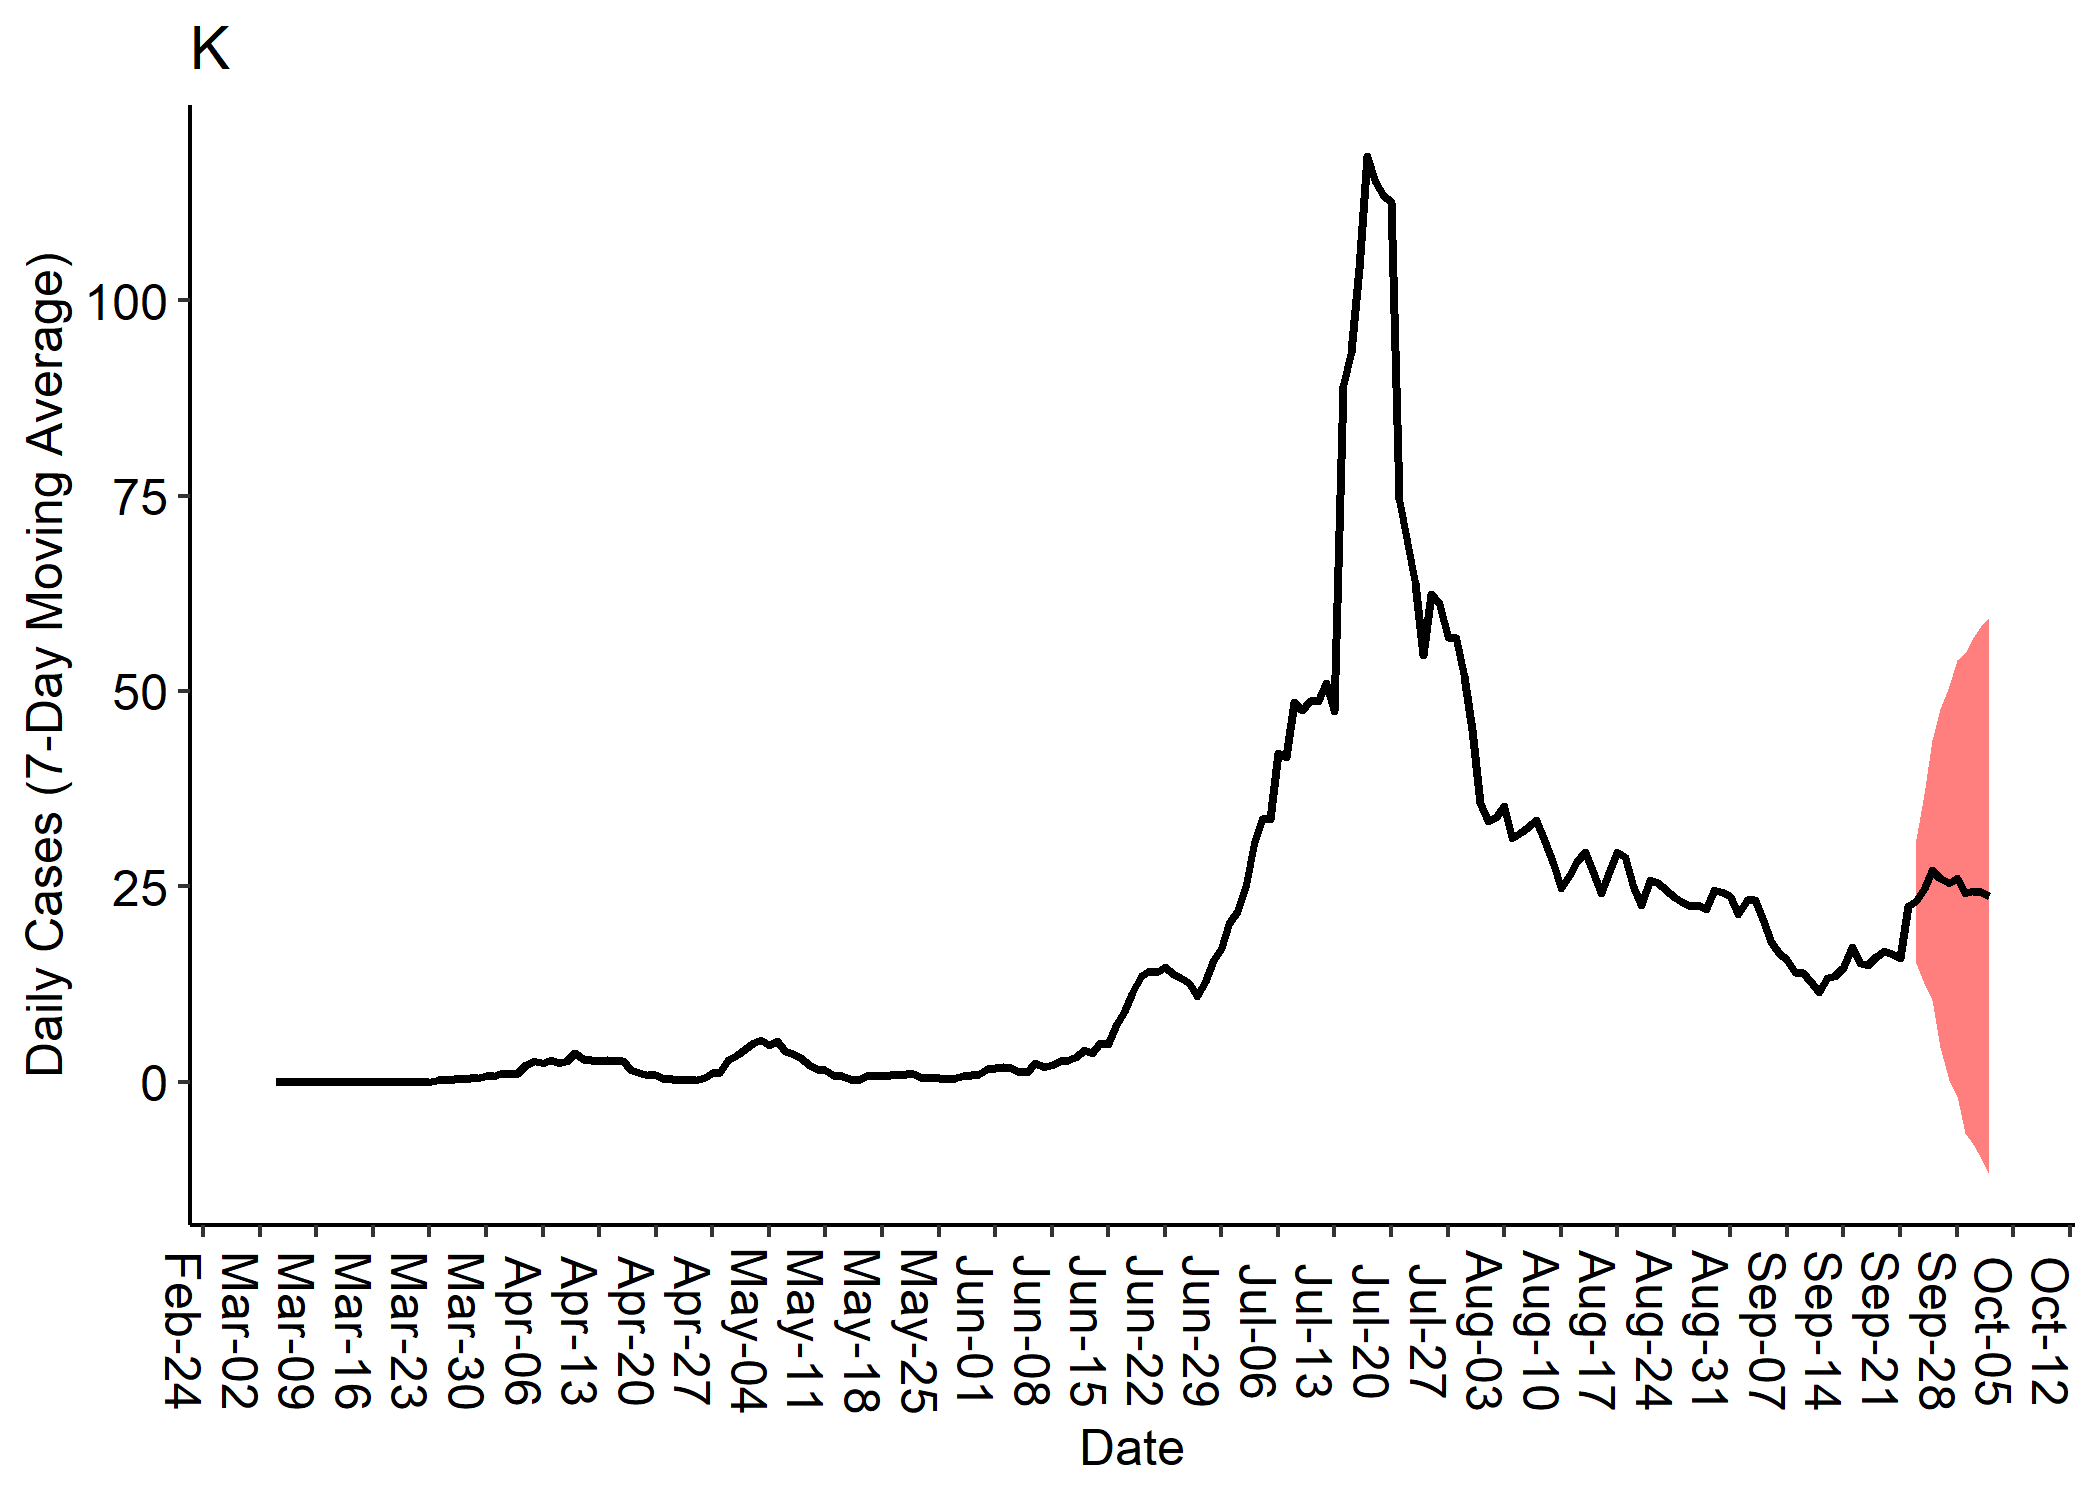 K
Daily Cases (7-Day Moving Average)
100
75
50
25
0
Feb-24
Mar-02
Mar-09
Mar-16
Mar-23
Mar-30
Apr-06
Apr-13
Apr-20
Apr-27
May-04
May-11
May-18
May-25
Jun-01
Jun-08
Jun-15
Jun-22
Jun-29
Jul-06
Jul-13
Jul-20
Jul-27
Aug-03
Aug-10
Aug-17
Aug-24
Aug-31
Sep-07
Sep-14
Sep-21
Sep-28
Oct-05
Oct-12
Date